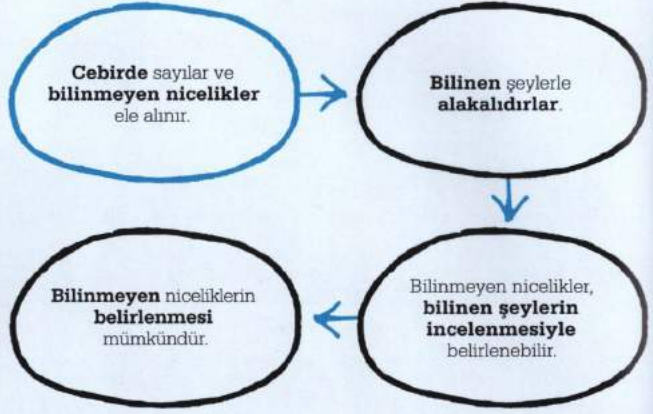 Cebirde sayılar ve
bilinmeyen nicelikler
ele alınır.
Bilinen şeylerle
alakalıdırlar.
Bilinmeyen nicelikler,
bilinen şeylerin
incelenmesiyle
belirlenebilir.
Bilinmeyen niceliklerin
belirlenmesi
mümkündür.